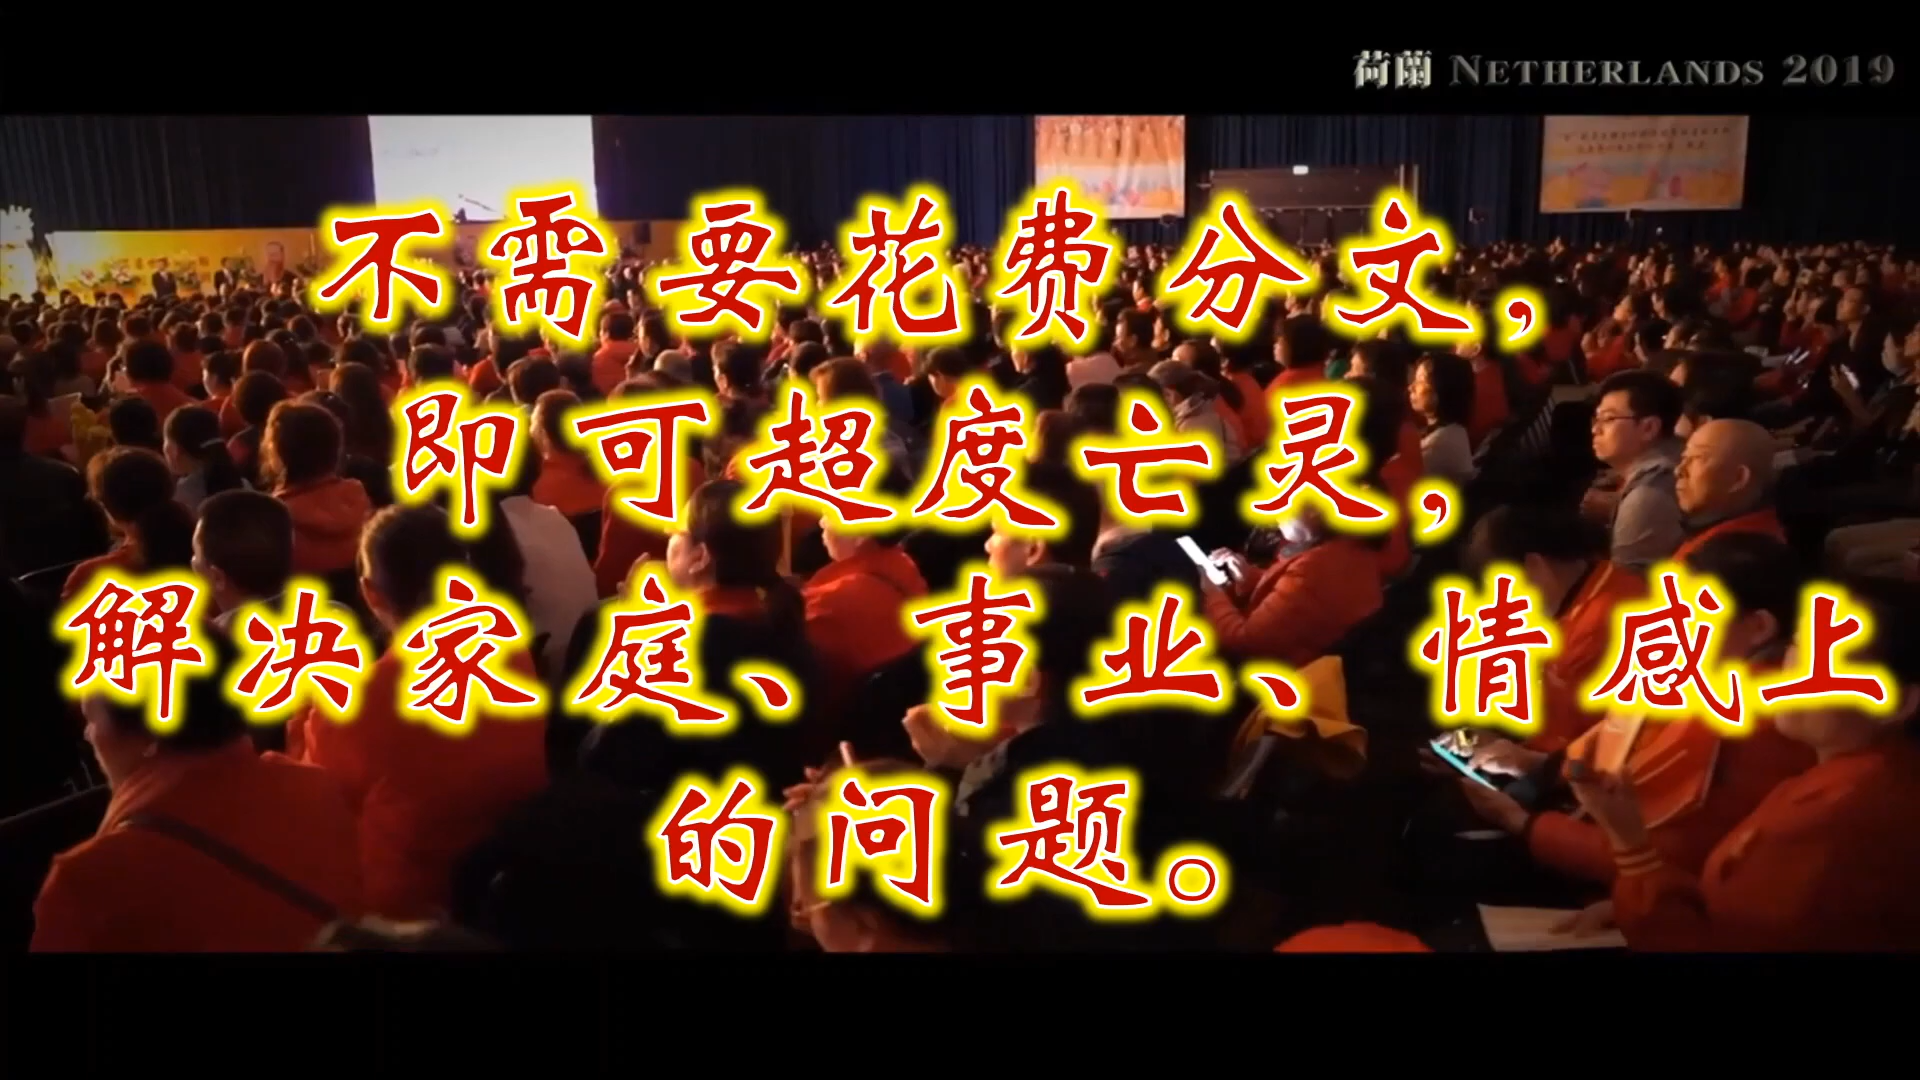 荷蘭 NETHERLANDS 2019
不需要花费分文，
即可超度亡灵，
解决家庭、事业、情感上
的问题。